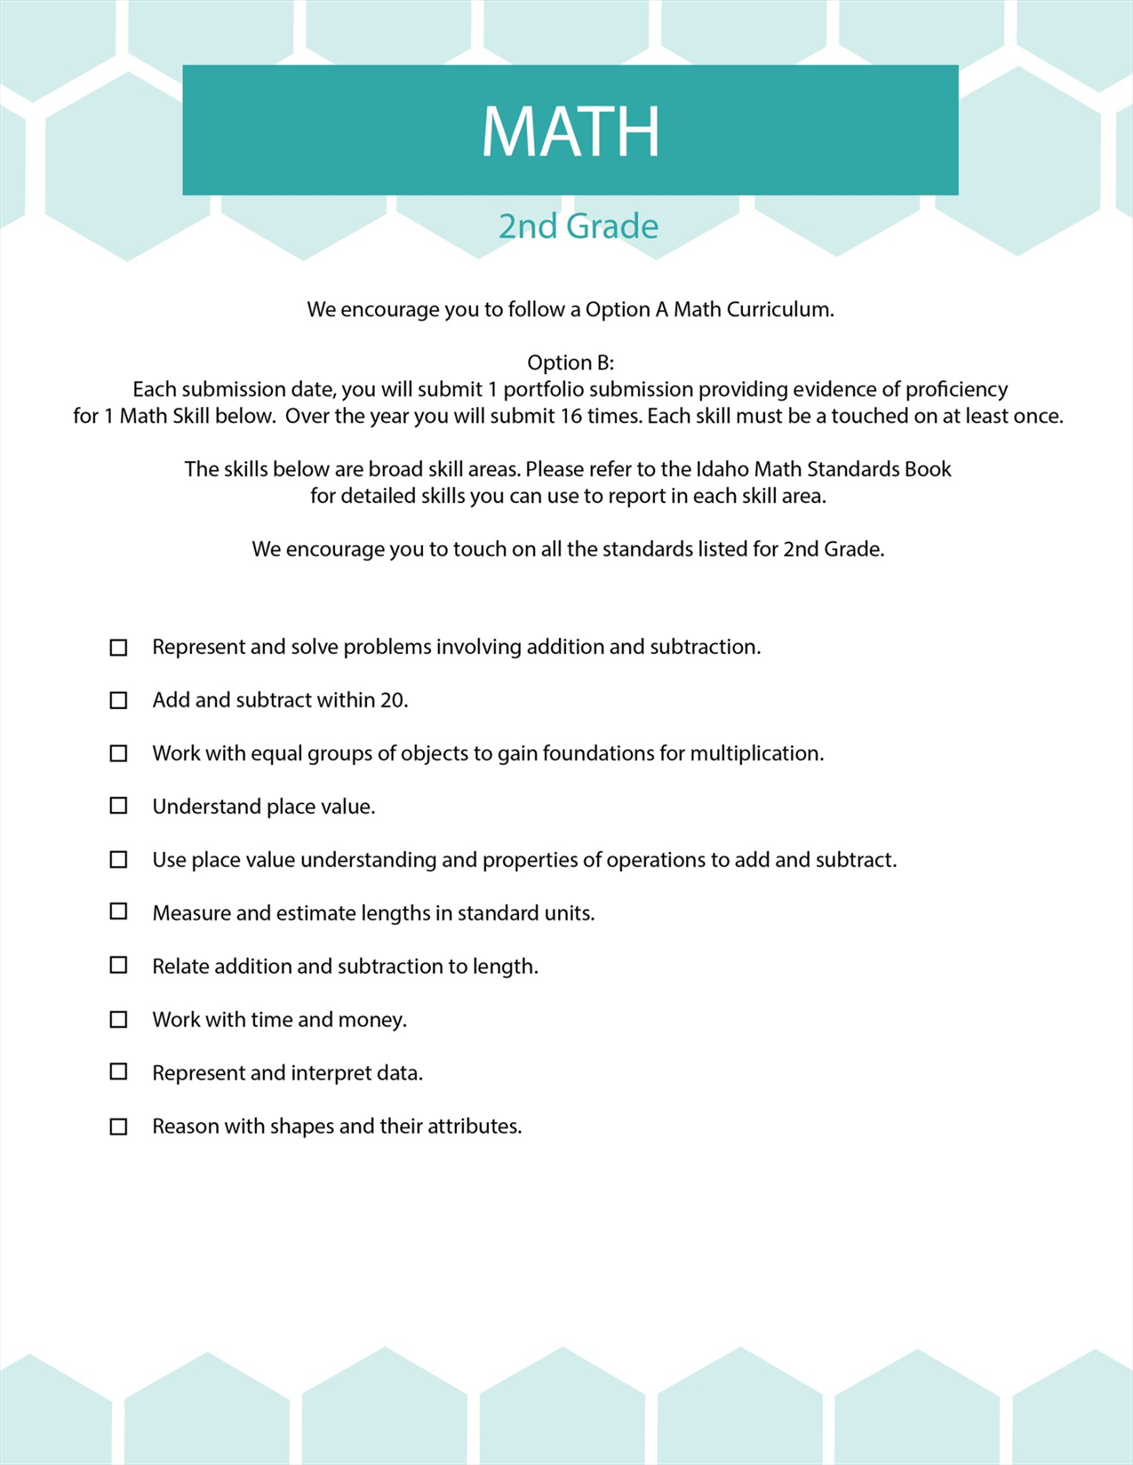 MATH
2nd Grade
We encourage you to follow a Option A Math Curriculum.
Option B:
Each submission date, you will submit 1 portfolio submission providing evidence of proficiency
for 1 Math Skill below.  Over the year you will submit 16 times. Each skill must be a touched on at least once.
The skills below are broad skill areas. Please refer to the Idaho Math Standards Book
for detailed skills you can use to report in each skill area.
We encourage you to touch on all the standards listed for 2nd Grade.
Represent and solve problems involving addition and subtraction.
Add and subtract within 20.
Work with equal groups of objects to gain foundations for multiplication.
Understand place value.
Use place value understanding and properties of operations to add and subtract.
Measure and estimate lengths in standard units.
Relate addition and subtraction to length.
Work with time and money.
Represent and interpret data.
Reason with shapes and their attributes.